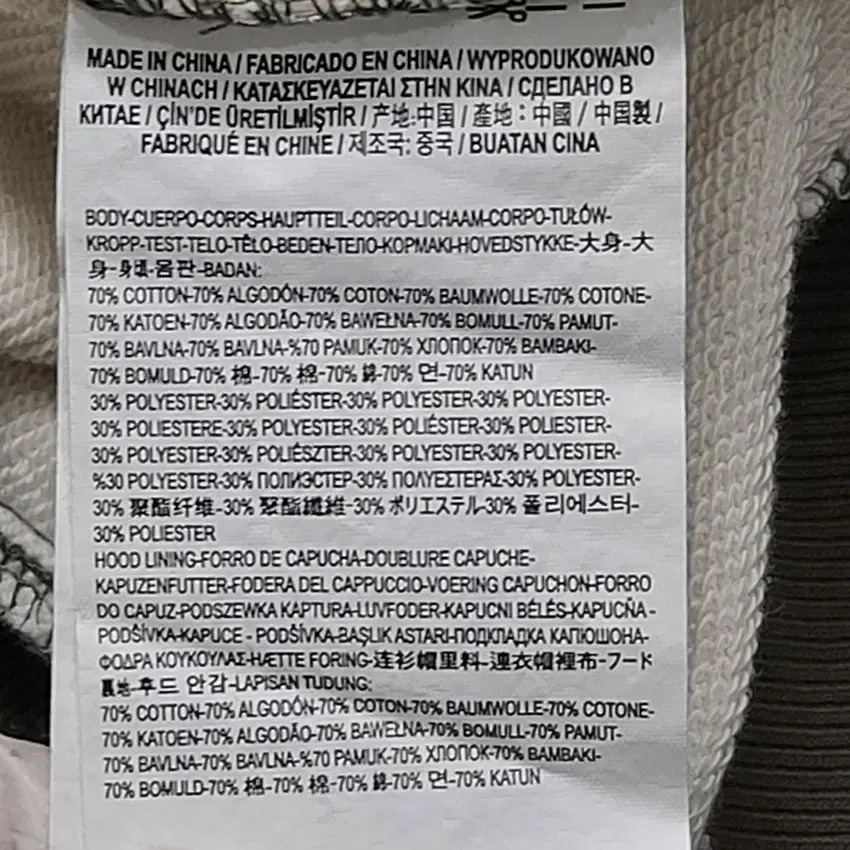 MADE IN CHINA / FABRICADO EN CHINA / WYPRODUKOWANO
W CHINACH / ΚΑΤΑΣΚΕΥΑΖΕΤΑΙ ΣΤΗΝ ΚΙΝΑ / СДЕЛАНО В
КИТАЕ / ÇİN'DE ÜRETİLMİŞTİR / 产地:中国 / 產地：中國 / 中国製 /
FABRIQUÉ EN CHINE / 제조국: 중국 / BUATAN CINA
BODY-CUERPO-CORPS-HAUPTTEIL-CORPO-LICHAAM-CORPO-TUŁÓW-
KROPP-TEST-TELO-TĚLO-BEDEN-ТЕЛО-ΚΟΡΜΑΚΙ-HOVEDSTYKKE-大身-大
身-身頃-몸판-BADAN:
70% COTTON-70% ALGODÓN-70% COTON-70% BAUMWOLLE-70% COTONE-
70% KATOEN-70% ALGODÃO-70% BAWEŁNA-70% BOMULL-70% PAMUT-
70% BAVLNA-70% BAVLNA-%70 PAMUK-70% ХЛОПОК-70% ΒΑΜΒΑΚΙ-
70% BOMULD-70% 棉-70% 棉-70% 綿-70% 면-70% KATUN
30% POLYESTER-30% POLIÉSTER-30% POLYESTER-30% POLYESTER-
30% POLIESTERE-30% POLYESTER-30% POLIÉSTER-30% POLIESTER-
30% POLYESTER-30% POLIÉSZTER-30% POLYESTER-30% POLYESTER-
%30 POLYESTER-30% ПОЛИЭСТЕР-30% ΠΟΛΥΕΣΤΕΡΑΣ-30% POLYESTER-
30% 聚酯纤维-30% 聚酯纖維-30% ポリエステル-30% 폴리에스터-
30% POLIESTER
HOOD LINING-FORRO DE CAPUCHA-DOUBLURE CAPUCHE-
KAPUZENFUTTER-FODERA DEL CAPPUCCIO-VOERING CAPUCHON-FORRO
DO CAPUZ-PODSZEWKA KAPTURA-LUVFODER-KAPUCNI BÉLÉS-KAPUCŇA -
PODŠÍVKA-KAPUCE - PODŠÍVKA-BAŞLIK ASTARI-ПОДКЛАДКА КАПЮШОНА-
ΦΟΔΡΑ ΚΟΥΚΟΥΛΑΣ-HÆTTE FORING-连衫帽里料-連衣帽裡布-フード
裏地-후드 안감-LAPISAN TUDUNG:
70% COTTON-70% ALGODÓN-70% COTON-70% BAUMWOLLE-70% COTONE-
70% KATOEN-70% ALGODÃO-70% BAWEŁNA-70% BOMULL-70% PAMUT-
70% BAVLNA-70% BAVLNA-%70 PAMUK-70% ХЛОПОК-70% ΒΑΜΒΑΚΙ-
70% BOMULD-70% 棉-70% 棉-70% 綿-70% 면-70% KATUN